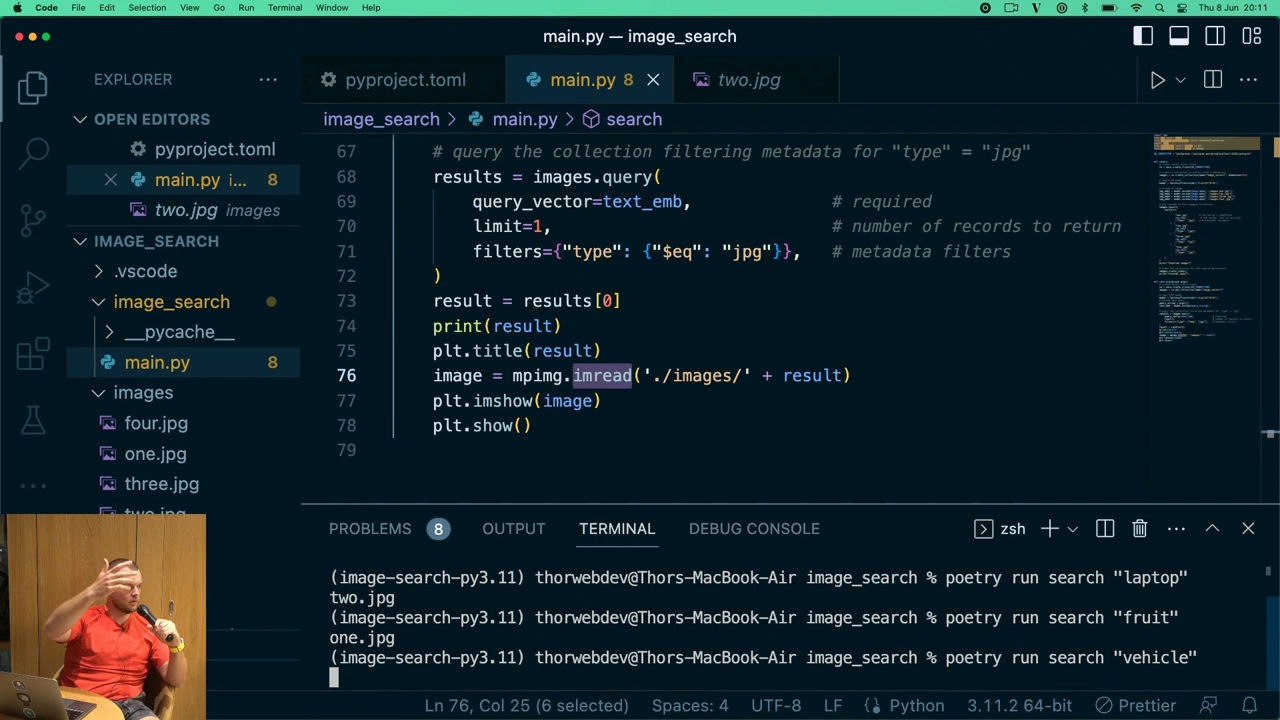 Code File Edit Selection View Go Run Terminal Window Help Thu 8 Jun 20:11
main.py — image_search
EXPLORER
pyproject.toml main.py 8 two.jpg
OPEN EDITORS
image_search > main.py > search
pyproject.toml
main.py i... 8
two.jpg images
IMAGE_SEARCH
.vscode
image_search
__pycache__
main.py 8
images
four.jpg
one.jpg
three.jpg
two.jpg
67 # query the collection filtering metadata for "type" = "jpg"
68 results = images.query(
69 query_vector=text_emb, # required
70 limit=1, # number of records to return
71 filters={"type": {"$eq": "jpg"}}, # metadata filters
72 )
73 result = results[0]
74 print(result)
75 plt.title(result)
76 image = mpimg.imread('./images/' + result)
77 plt.imshow(image)
78 plt.show()
79
PROBLEMS 8 OUTPUT TERMINAL DEBUG CONSOLE zsh
(image-search-py3.11) thorwebdev@Thors-MacBook-Air image_search % poetry run search "laptop"
two.jpg
(image-search-py3.11) thorwebdev@Thors-MacBook-Air image_search % poetry run search "fruit"
one.jpg
(image-search-py3.11) thorwebdev@Thors-MacBook-Air image_search % poetry run search "vehicle"
Ln 76, Col 25 (6 selected) Spaces: 4 UTF-8 LF Python 3.11.2 64-bit Prettier